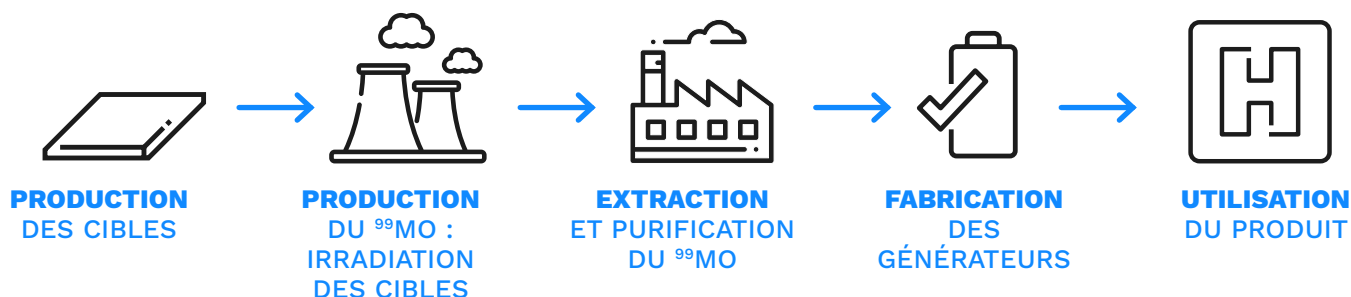 PRODUCTION
DES CIBLES
PRODUCTION
DU ⁹⁹MO :
IRRADIATION
DES CIBLES
EXTRACTION
ET PURIFICATION
DU ⁹⁹MO
FABRICATION
DES
GÉNÉRATEURS
H
UTILISATION
DU PRODUIT